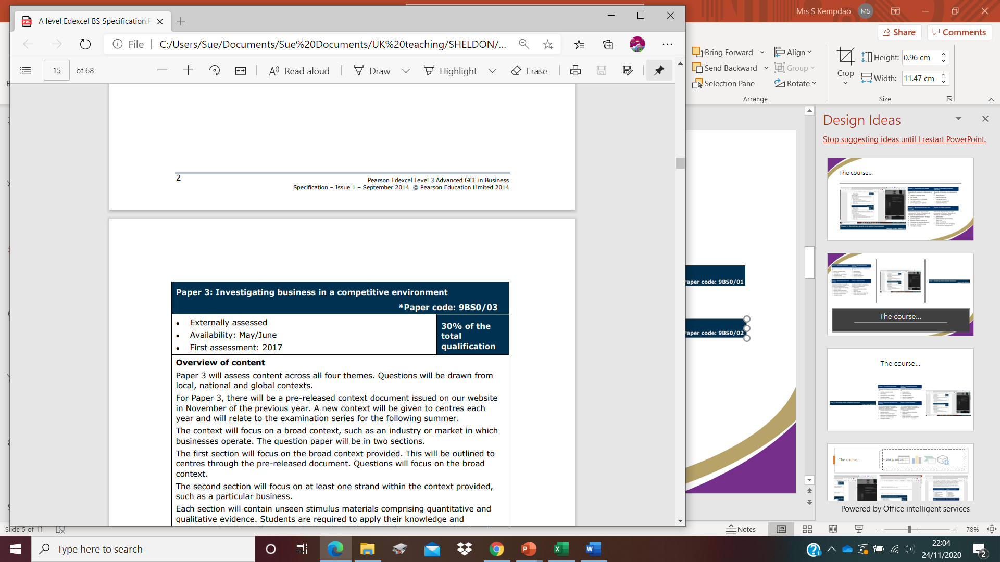 Mrs S Kempdao MS
A level Edexcel BS Specification.P
File C:/Users/Sue/Documents/Sue%20Documents/UK%20teaching/SHELDON/...
15 of 68 Read aloud Draw Highlight Erase
Share Comments
Bring Forward Align
Send Backward Group
Selection Pane Rotate
Arrange
Crop
Height: 0.96 cm
Width: 11.47 cm
Size
2
Pearson Edexcel Level 3 Advanced GCE in Business
Specification – Issue 1 – September 2014 © Pearson Education Limited 2014
Paper 3: Investigating business in a competitive environment
*Paper code: 9BS0/03
• Externally assessed
• Availability: May/June
• First assessment: 2017
30% of the
total
qualification
Overview of content
Paper 3 will assess content across all four themes. Questions will be drawn from
local, national and global contexts.
For Paper 3, there will be a pre-released context document issued on our website
in November of the previous year. A new context will be given to centres each
year and will relate to the examination series for the following summer.
The context will focus on a broad context, such as an industry or market in which
businesses operate. The question paper will be in two sections.
The first section will focus on the broad context provided. This will be outlined to
centres through the pre-released document. Questions will focus on the broad
context.
The second section will focus on at least one strand within the context provided,
such as a particular business.
Each section will contain unseen stimulus materials comprising quantitative and
qualitative evidence. Students are required to apply their knowledge and
Paper code: 9BS0/01
Paper code: 9BS0/02
Design Ideas
Stop suggesting ideas until I restart PowerPoint.
The course...
The course...
The course...
The course...
Powered by Office intelligent services
Slide 5 of 11
Notes
78%
Type here to search
22:04
24/11/2020
2